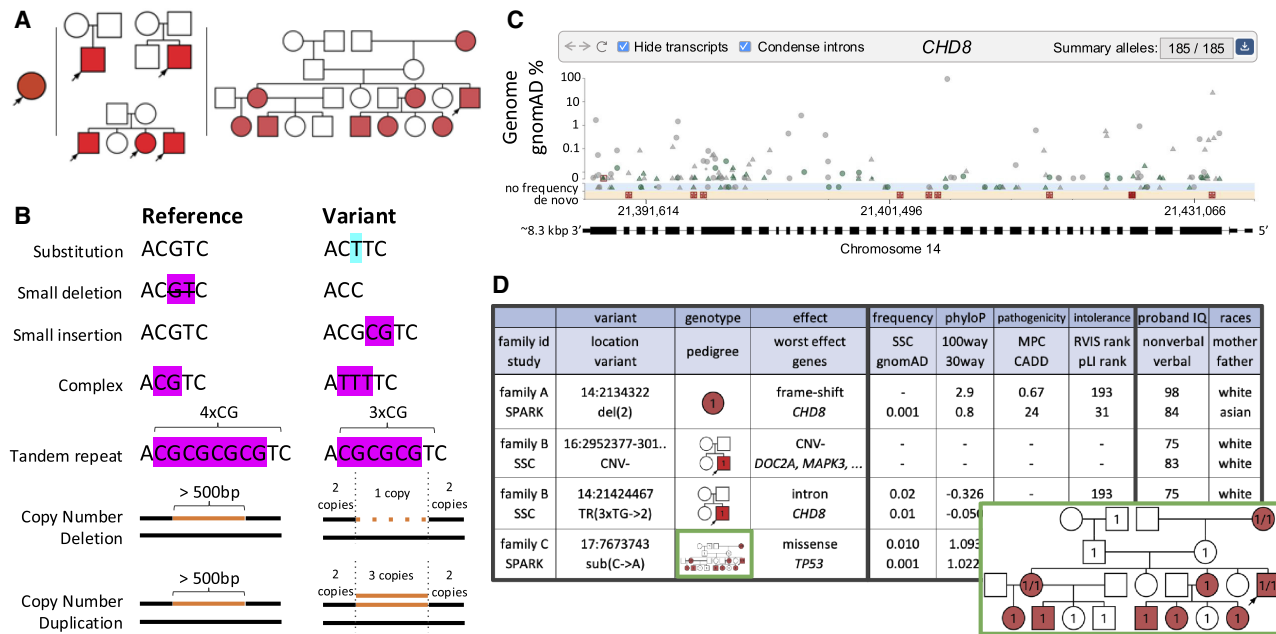 A
B
Reference Variant
Substitution ACGTC ACTTC
Small deletion ACGTC ACC
Small insertion ACGTC ACGCGTC
Complex ACGTC ATTTTC
4xCG 3xCG
Tandem repeat ACGCGCGCGTC ACGCGCGTC
> 500bp 2 copies 1 copy 2 copies
Copy Number
Deletion
> 500bp 2 copies 3 copies 2 copies
Copy Number
Duplication
C
Hide transcripts Condense introns CHD8 Summary alleles: 185 / 185
Genome
gnomAD %
100
10
1
0.1
0
no frequency
de novo
21,391,614 21,401,496 21,431,066
~8.3 kbp 3′ 5′
Chromosome 14
D
variant genotype effect frequency phyloP pathogenicity intolerance proband IQ races
family id location pedigree worst effect SSC 100way MPC RVIS rank nonverbal mother
study variant genes gnomAD 30way CADD pLI rank verbal father
family A 14:2134322 1 frame-shift - 2.9 0.67 193 98 white
SPARK del(2) CHD8 0.001 0.8 24 31 84 asian
family B 16:2952377-301.. CNV- - - - - 75 white
SSC CNV- 1 DOC2A, MAPK3, ... - - - - 83 white
family B 14:21424467 intron 0.02 -0.326 - 193 75 white
SSC TR(3xTG->2) 1 CHD8 0.01 -0.050
family C 17:7673743 missense 0.010 1.093
SPARK sub(C->A) TP53 0.001 1.022
1 1/1
1 1
1/1 1 1/1
1 1 1 1 1 1 1 1